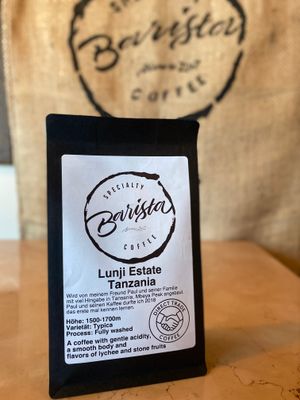 SPECIALTY
Barista
COFFEE
SPECIALTY
Barista
COFFEE
Lunji Estate
Tanzania
Wird von meinem Freund Paul und seiner Familie
mit viel Hingabe in Tansania, Mbeya Peak angebaut.
Paul und seinen Kaffee durfte ich 2018
das erste mal kennen lernen.
Höhe: 1500-1700m
Varietät: Typica
Process: Fully washed
A coffee with gentle acidity,
a smooth body and
flavors of lychee and stone fruits
DIRECT TRADE
COFFEE